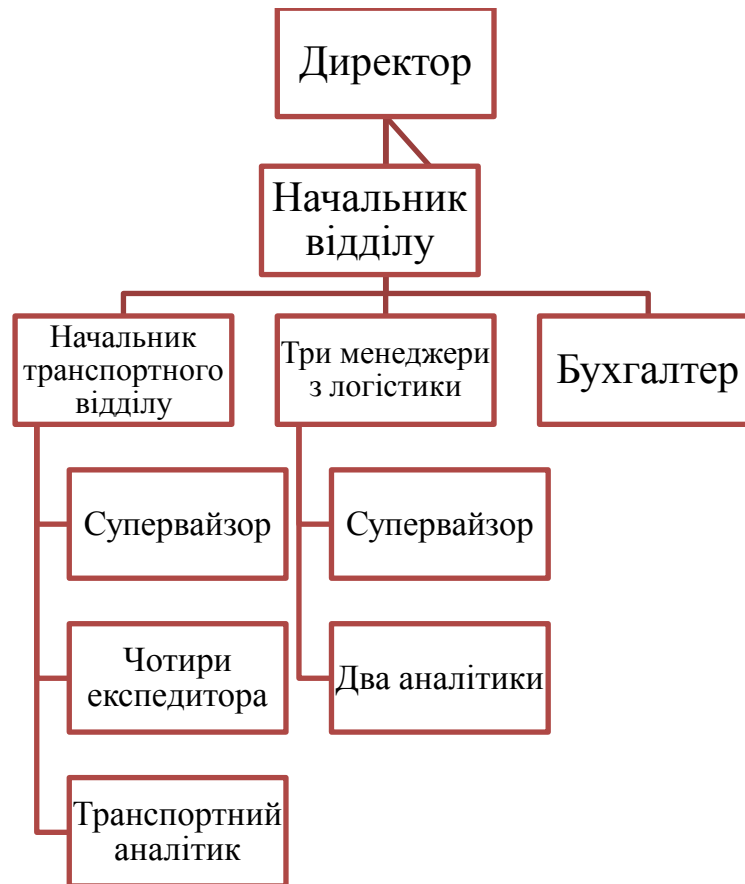 Директор
Начальник
відділу
Начальник
транспортного
відділу
Три менеджери
з логістики
Бухгалтер
Супервайзор
Супервайзор
Чотири
експедитора
Два аналітики
Транспортний
аналітик